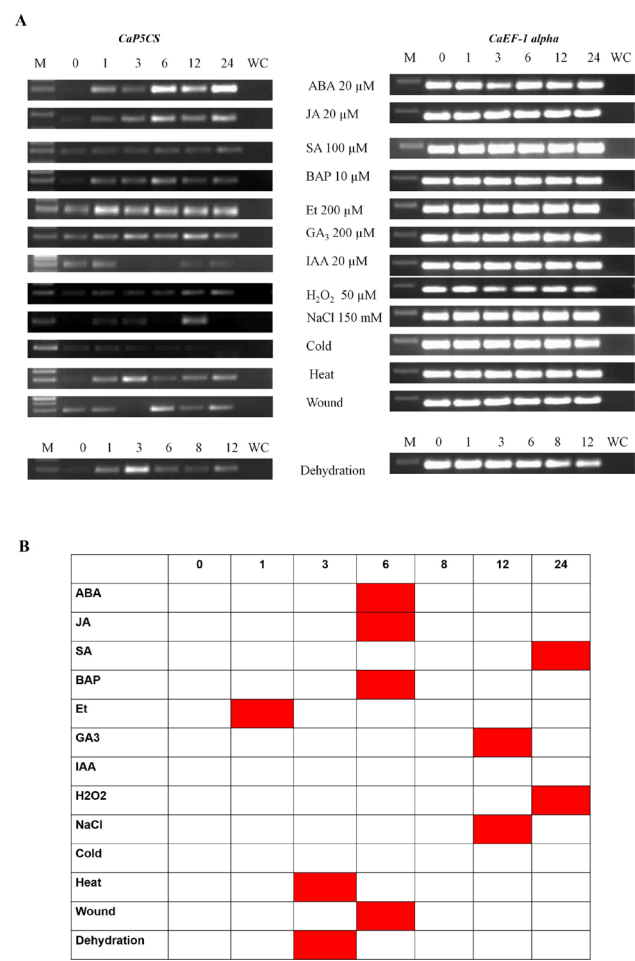 A
CaP5CS
CaEF-1 alpha
M 0 1 3 6 12 24 WC
M 0 1 3 6 12 24 WC
ABA 20 µM
JA 20 µM
SA 100 µM
BAP 10 µM
Et 200 µM
GA3 200 µM
IAA 20 µM
H2O2 50 µM
NaCl 150 mM
Cold
Heat
Wound
M 0 1 3 6 8 12 WC
M 0 1 3 6 8 12 WC
Dehydration
B
0 1 3 6 8 12 24
ABA
JA
SA
BAP
Et
GA3
IAA
H2O2
NaCl
Cold
Heat
Wound
Dehydration